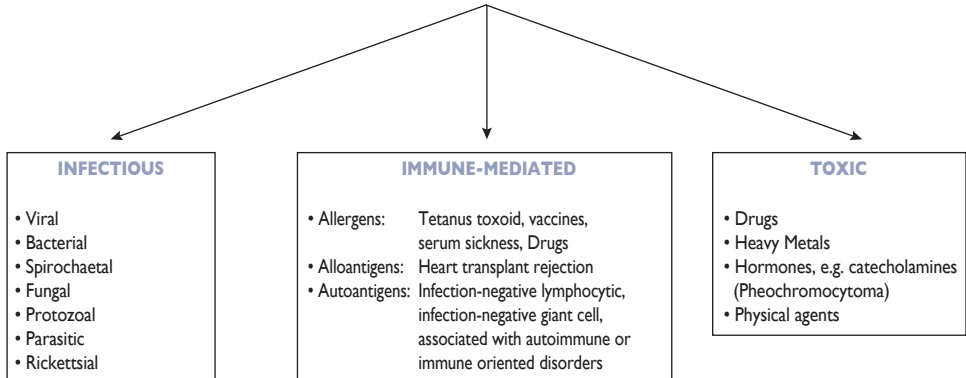 INFECTIOUS
• Viral
• Bacterial
• Spirochaetal
• Fungal
• Protozoal
• Parasitic
• Rickettsial
IMMUNE-MEDIATED
• Allergens: Tetanus toxoid, vaccines,
serum sickness, Drugs
• Alloantigens: Heart transplant rejection
• Autoantigens: Infection-negative lymphocytic,
infection-negative giant cell,
associated with autoimmune or
immune oriented disorders
TOXIC
• Drugs
• Heavy Metals
• Hormones, e.g. catecholamines
(Pheochromocytoma)
• Physical agents